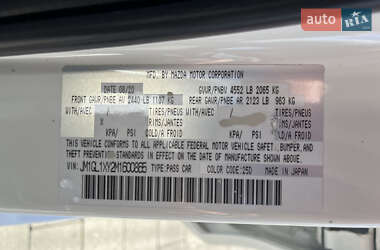 AUTO RIA
MFD. BY MAZDA MOTOR CORPORATION
DATE 08/20 GVWR/PNBV 4552 LB 2065 KG
FRONT GAWR/PNBE AV 2440 LB 1107 KG REAR GAWR/PNBE AR 2123 LB 963 KG
WITH/AVEC TIRES/PNEUS WITH/AVEC TIRES/PNEUS
RIMS/JANTES RIMS/JANTES
KPA/ PSI COLD/A FROID KPA/ PSI COLD/A FROID
THIS VEHICLE CONFORMS TO ALL APPLICABLE FEDERAL MOTOR VEHICLE SAFETY, BUMPER,
AND THEFT PREVENTION STANDARDS IN EFFECT ON THE DATE OF MANUFACTURE SHOWN ABOVE.
TYPE:PASS CAR COLOR CODE:25D MADE IN JAPAN